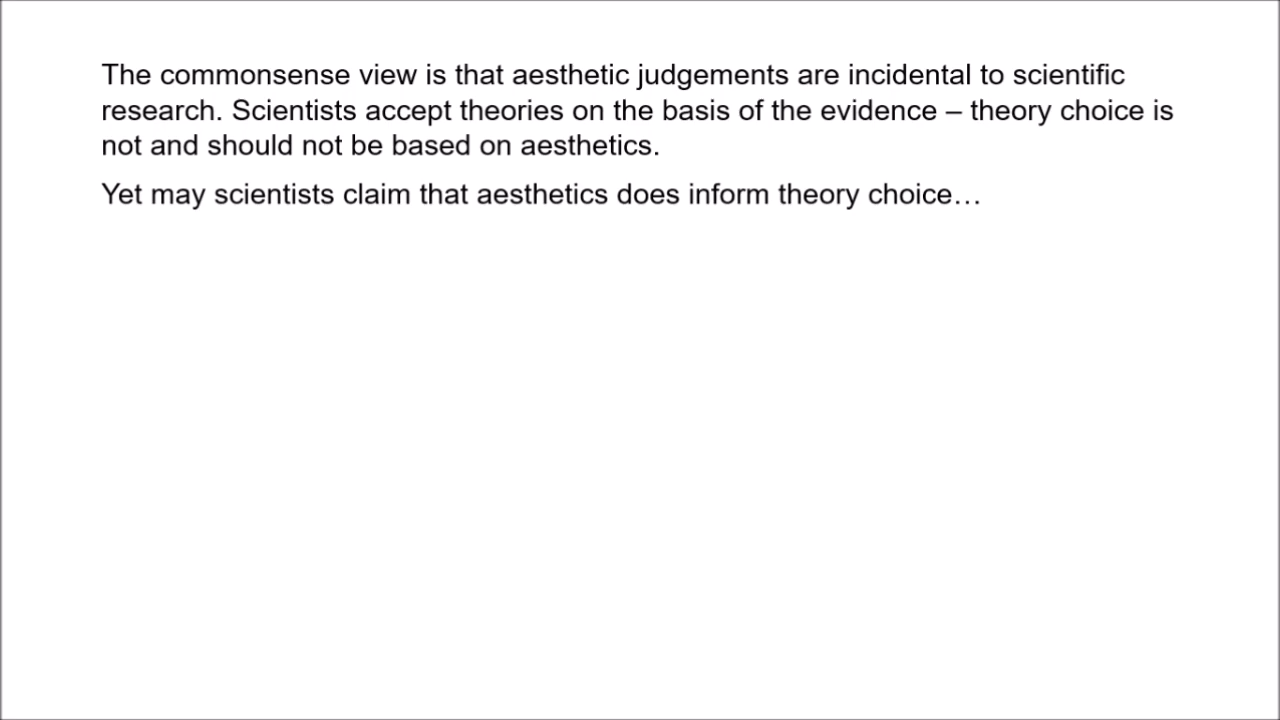 The commonsense view is that aesthetic judgements are incidental to scientific
research. Scientists accept theories on the basis of the evidence – theory choice is
not and should not be based on aesthetics.
Yet may scientists claim that aesthetics does inform theory choice…